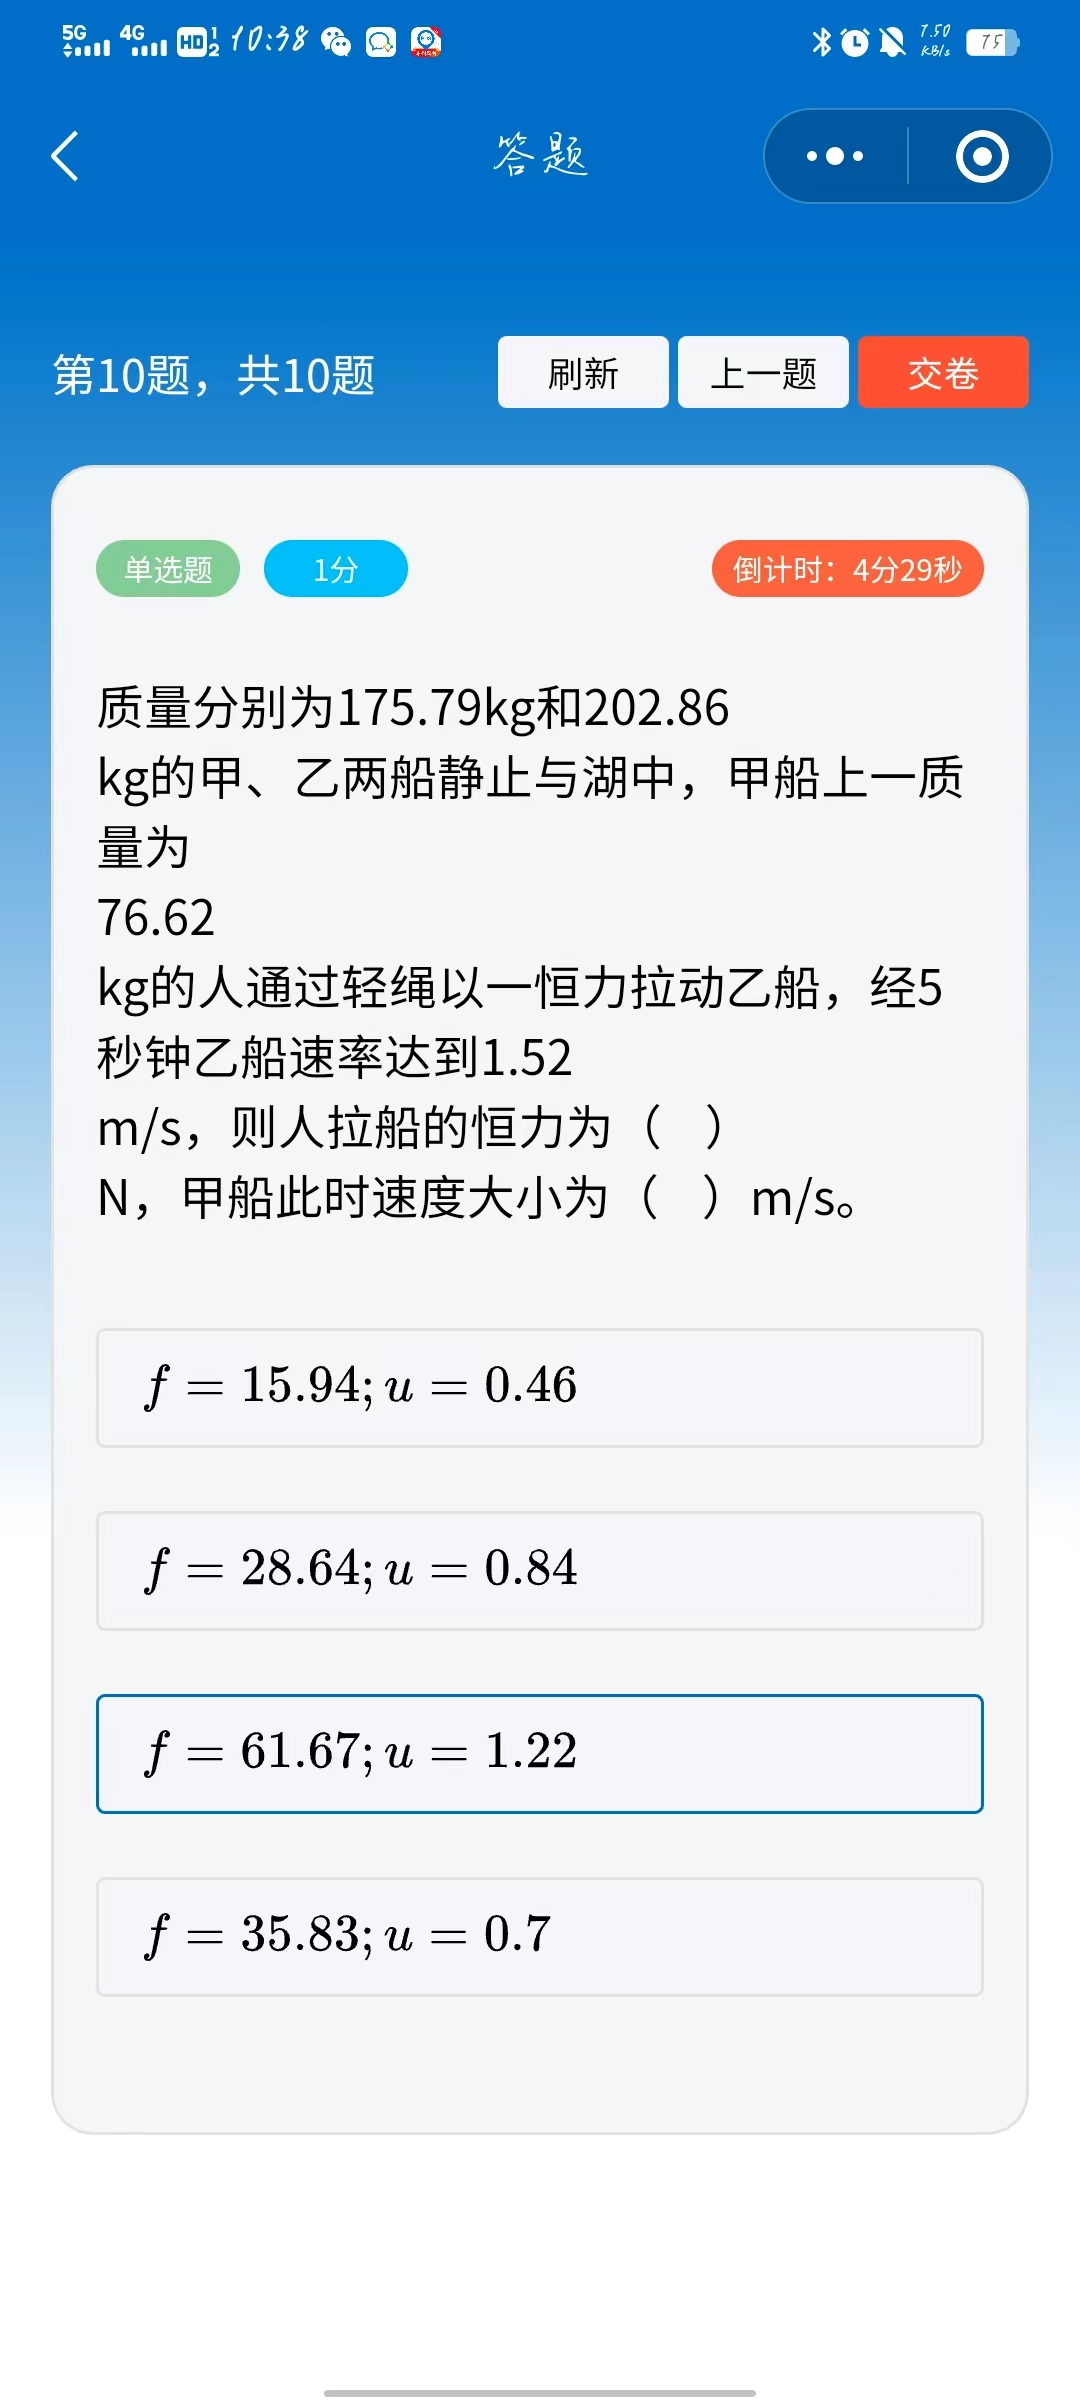 5G 4G HD 1 2 10:38 7.50 KB/s 75
答题
第10题，共10题 刷新 上一题 交卷
单选题 1分 倒计时：4分29秒
质量分别为175.79kg和202.86
kg的甲、乙两船静止与湖中，甲船上一质
量为
76.62
kg的人通过轻绳以一恒力拉动乙船，经5
秒钟乙船速率达到1.52
m/s，则人拉船的恒力为（ ）
N，甲船此时速度大小为（ ）m/s。
f = 15.94; u = 0.46
f = 28.64; u = 0.84
f = 61.67; u = 1.22
f = 35.83; u = 0.7